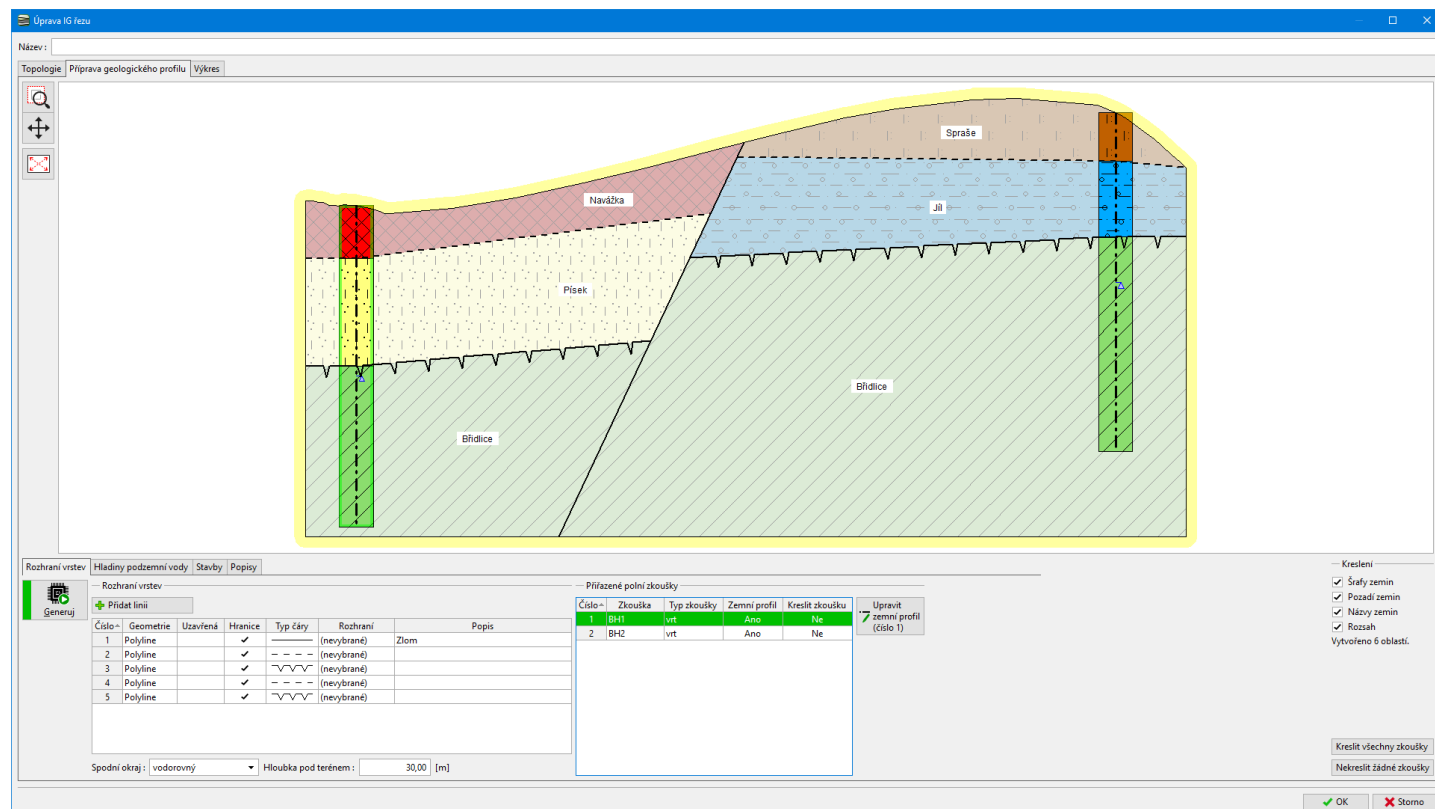 Úprava IG řezu
Název :
Topologie Příprava geologického profilu Výkres
Spraše
Navážka
Jíl
Písek
Břidlice
Břidlice
Rozhraní vrstev Hladiny podzemní vody Stavby Popisy
Generuj
Rozhraní vrstev
Přidat linii
Číslo Geometrie Uzavřená Hranice Typ čáry Rozhraní Popis
1 Polyline (nevybrané) Zlom
2 Polyline (nevybrané)
3 Polyline (nevybrané)
4 Polyline (nevybrané)
5 Polyline (nevybrané)
Spodní okraj : vodorovný Hloubka pod terénem : 30,00 [m]
Přiřazené polní zkoušky
Číslo Zkouška Typ zkoušky Zemní profil Kreslit zkoušku
1 BH1 vrt Ano Ne
2 BH2 vrt Ano Ne
Upravit
zemní profil
(číslo 1)
Kreslení
Šrafy zemin
Pozadí zemin
Názvy zemin
Rozsah
Vytvořeno 6 oblastí.
Kreslit všechny zkoušky
Nekreslit žádné zkoušky
OK Storno